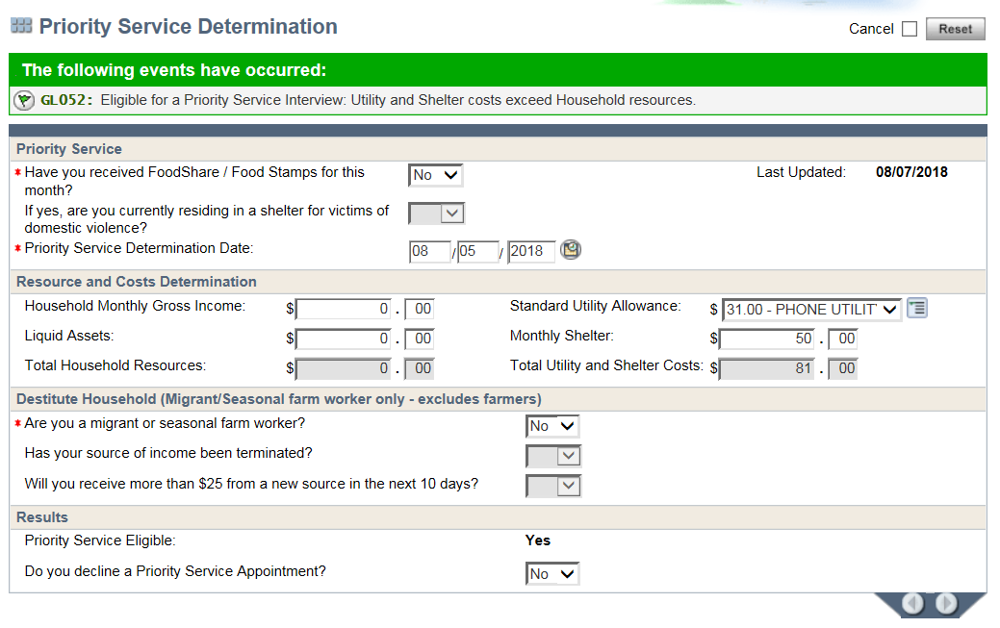 Priority Service Determination
Cancel Reset
The following events have occurred:
GL052: Eligible for a Priority Service Interview: Utility and Shelter costs exceed Household resources.
Priority Service
* Have you received FoodShare / Food Stamps for this month? No Last Updated: 08/07/2018
If yes, are you currently residing in a shelter for victims of domestic violence?
* Priority Service Determination Date: 08 / 05 / 2018
Resource and Costs Determination
Household Monthly Gross Income: $ 0 . 00 Standard Utility Allowance: $ 31.00 - PHONE UTILIT
Liquid Assets: $ 0 . 00 Monthly Shelter: $ 50 . 00
Total Household Resources: $ 0 . 00 Total Utility and Shelter Costs: $ 81 . 00
Destitute Household (Migrant/Seasonal farm worker only - excludes farmers)
* Are you a migrant or seasonal farm worker? No
Has your source of income been terminated?
Will you receive more than $25 from a new source in the next 10 days?
Results
Priority Service Eligible: Yes
Do you decline a Priority Service Appointment? No